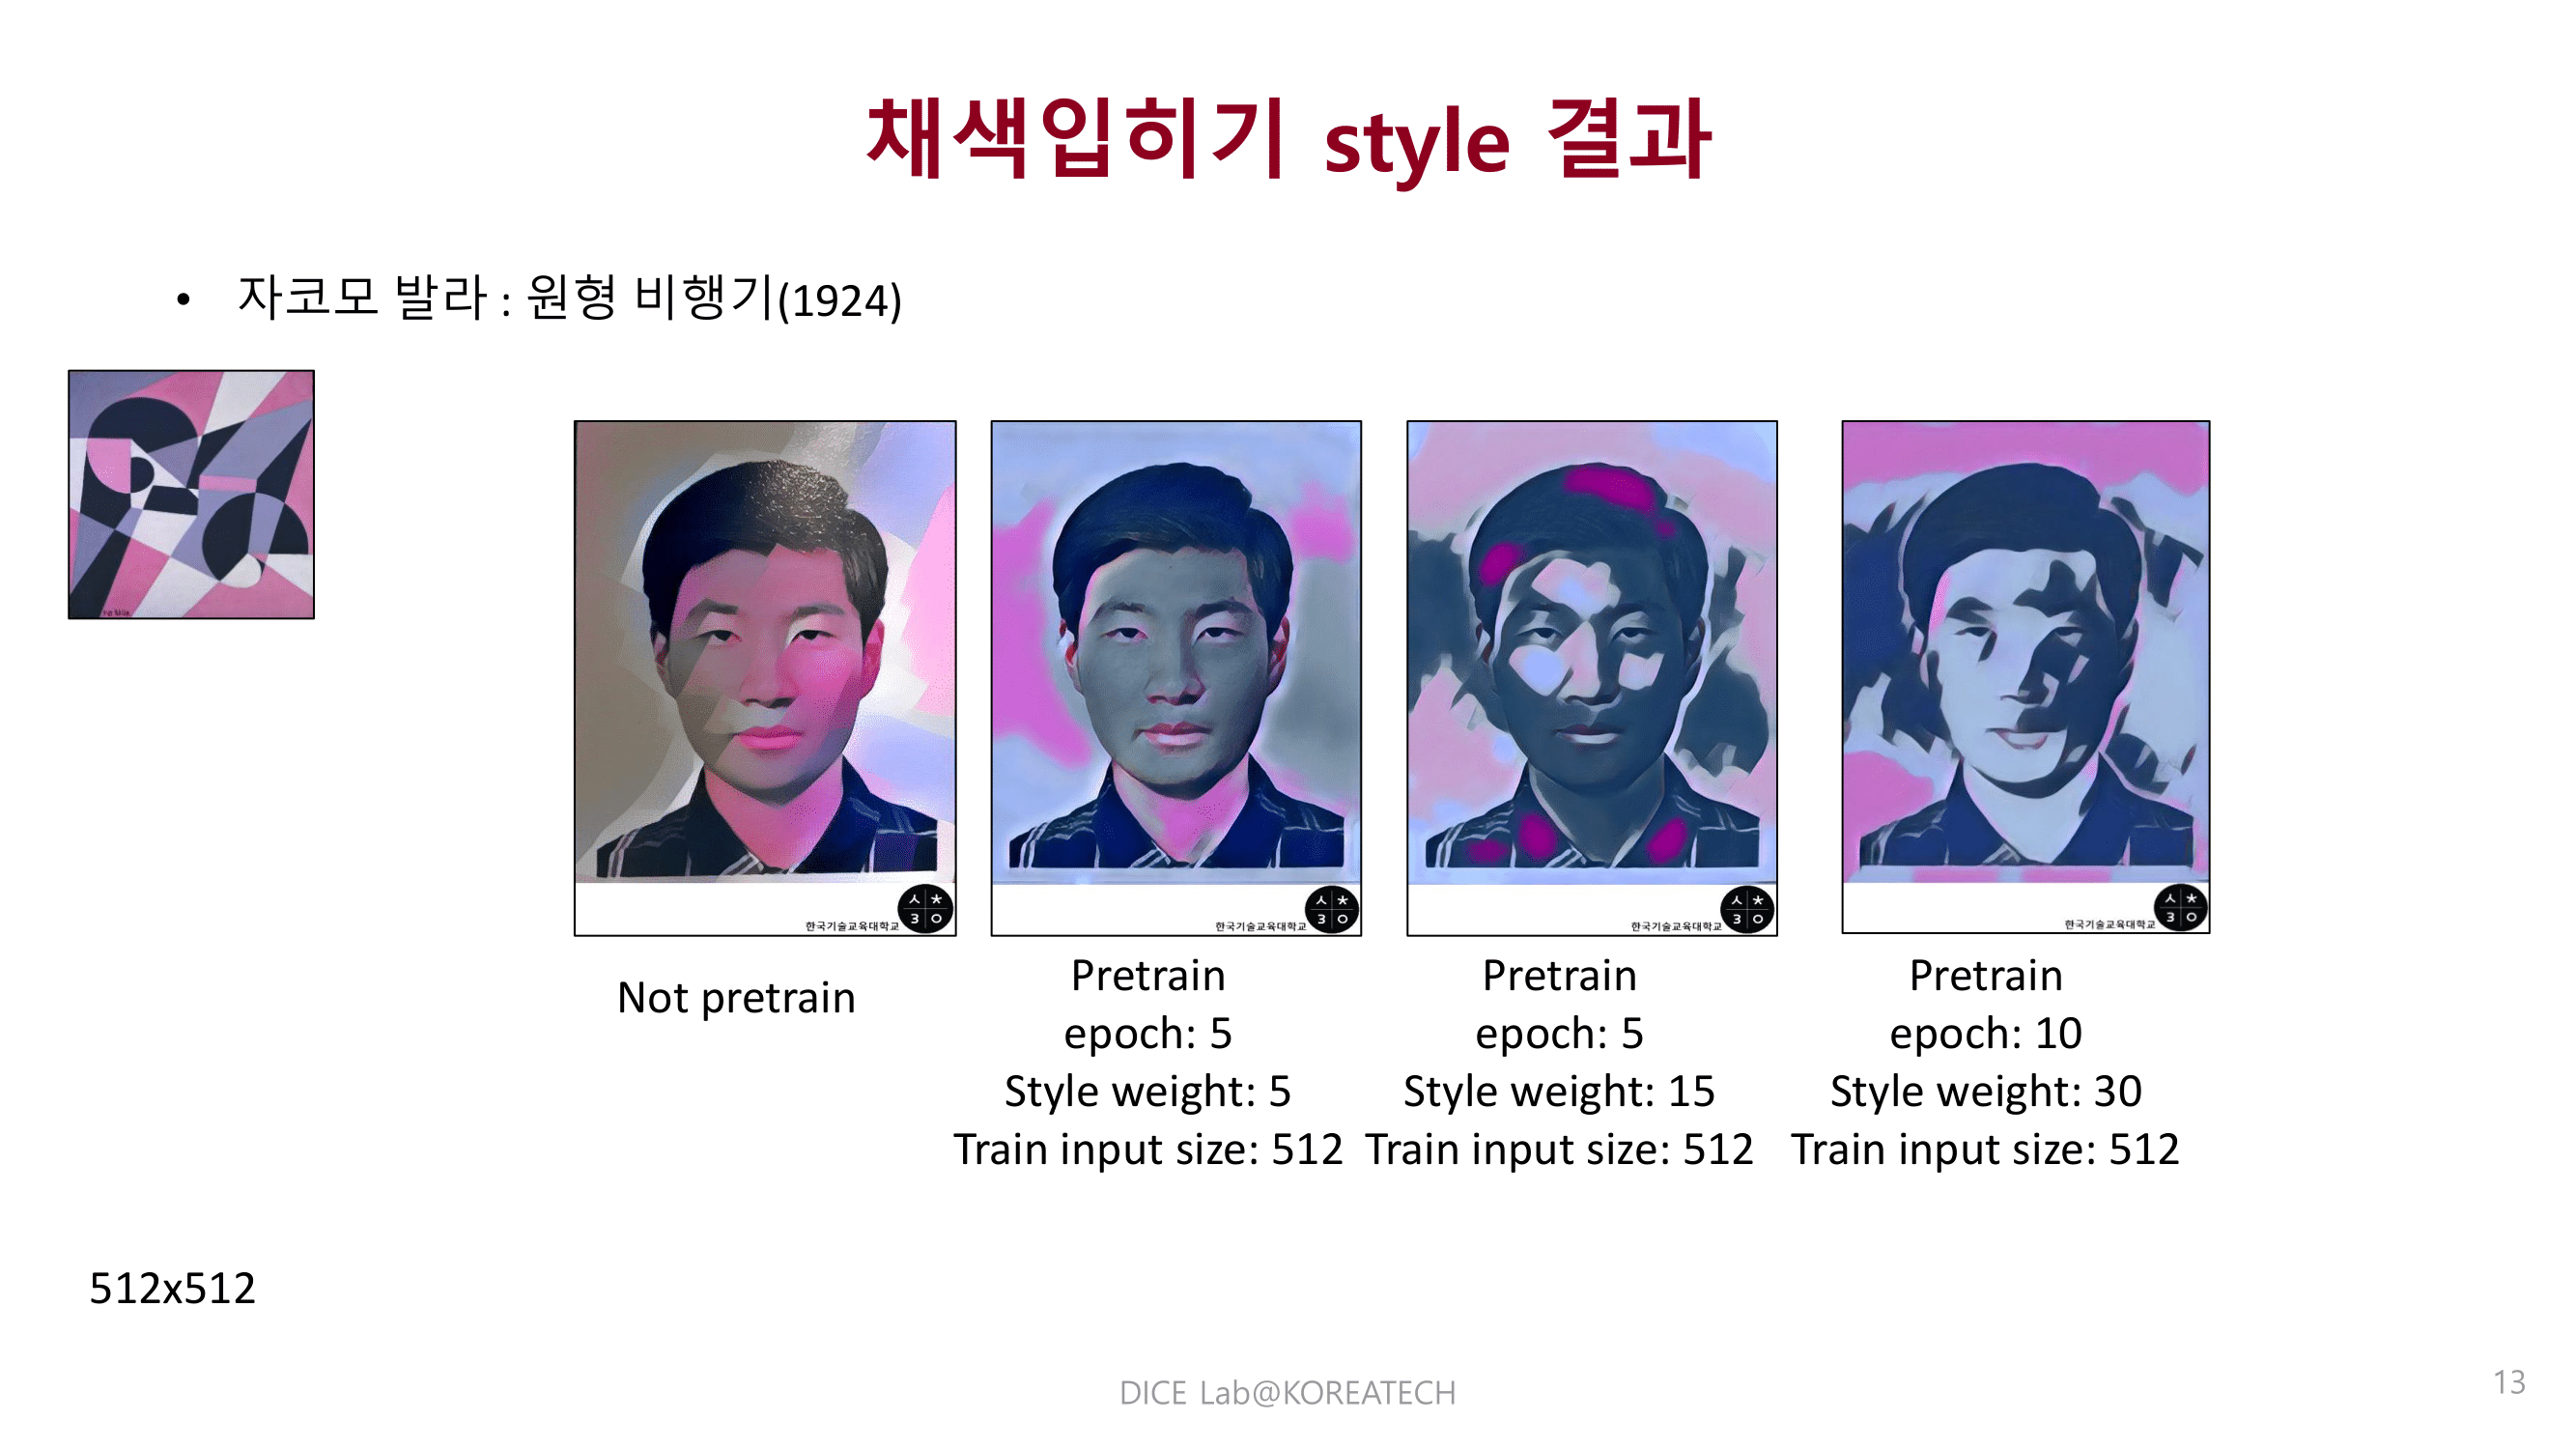 채색입히기 style 결과
• 자코모 발라 : 원형 비행기(1924)
ㅅ ㅊ
3 ㅇ
한국기술교육대학교
ㅅ ㅊ
3 ㅇ
한국기술교육대학교
ㅅ ㅊ
3 ㅇ
한국기술교육대학교
ㅅ ㅊ
3 ㅇ
한국기술교육대학교
Not pretrain
Pretrain
epoch: 5
Style weight: 5
Train input size: 512
Pretrain
epoch: 5
Style weight: 15
Train input size: 512
Pretrain
epoch: 10
Style weight: 30
Train input size: 512
512x512
DICE Lab@KOREATECH
13